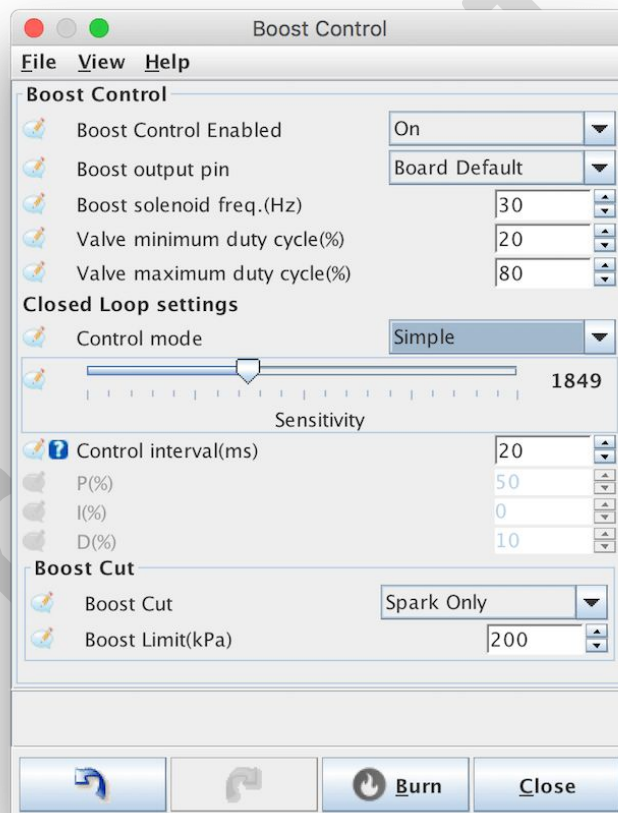 Boost Control
File View Help
Boost Control
Boost Control Enabled On
Boost output pin Board Default
Boost solenoid freq.(Hz) 30
Valve minimum duty cycle(%) 20
Valve maximum duty cycle(%) 80
Closed Loop settings
Control mode Simple
1849
Sensitivity
? Control interval(ms) 20
P(%) 50
I(%) 0
D(%) 10
Boost Cut
Boost Cut Spark Only
Boost Limit(kPa) 200
Burn Close